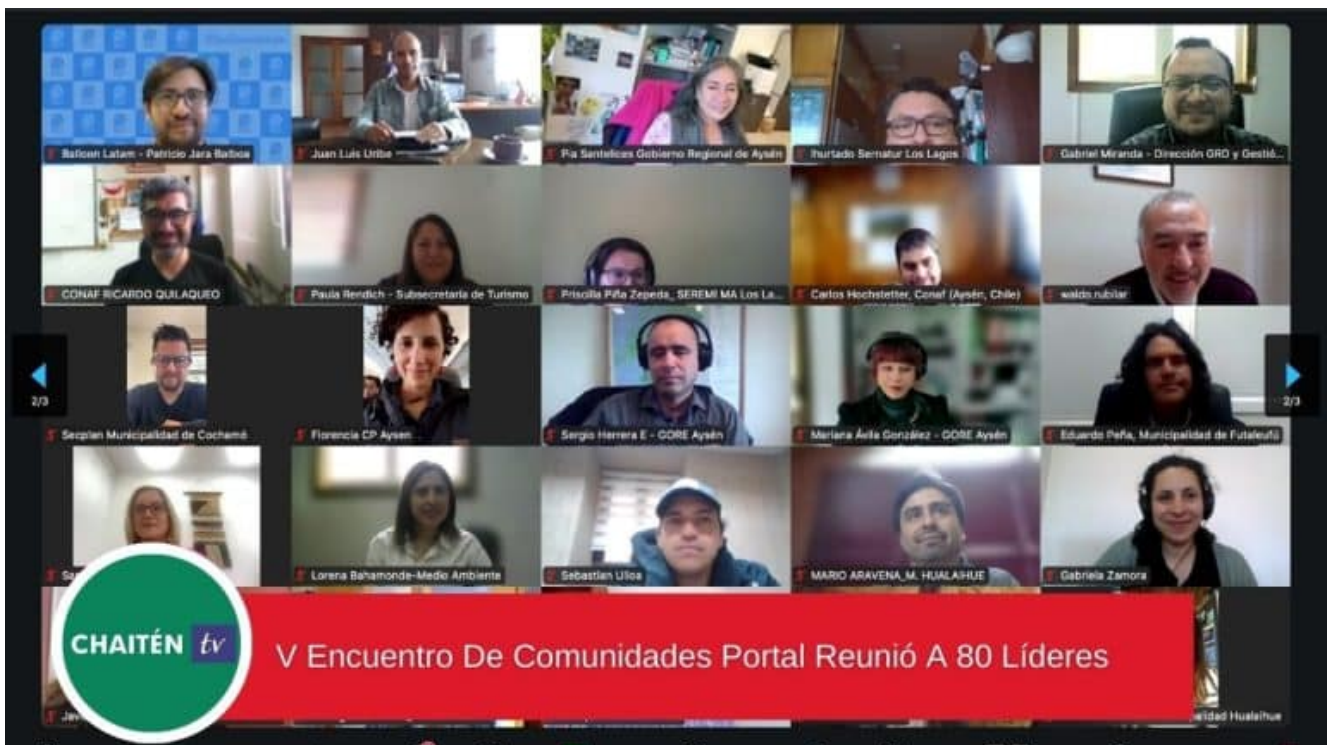 Balloon Latam - Patricio Jara Balboa
Juan Luis Uribe
Pia Santelices Gobierno Regional de Aysén
lhurtado Sernatur Los Lagos
Gabriel Miranda - Dirección GRD y Gestió...
CONAF RICARDO QUILAQUEO
Paula Rendich - Subsecretaría de Turismo
Priscilla Piña Zepeda_ SEREMI MA Los La...
Carlos Hochstetter, Conaf (Aysén, Chile)
waldo.rubilar
2/3
2/3
Secplan Municipalidad de Cochamó
Florencia CP Aysen
Sergio Herrera E - GORE Aysén
Mariana Ávila González - GORE Aysén
Eduardo Peña, Municipalidad de Futaleufú
Lorena Bahamonde-Medio Ambiente
Sebastian Ulloa
MARIO ARAVENA_M. HUALAIHUE
Gabriela Zamora
CHAITÉN tv
V Encuentro De Comunidades Portal Reunió A 80 Líderes
Hualaihue